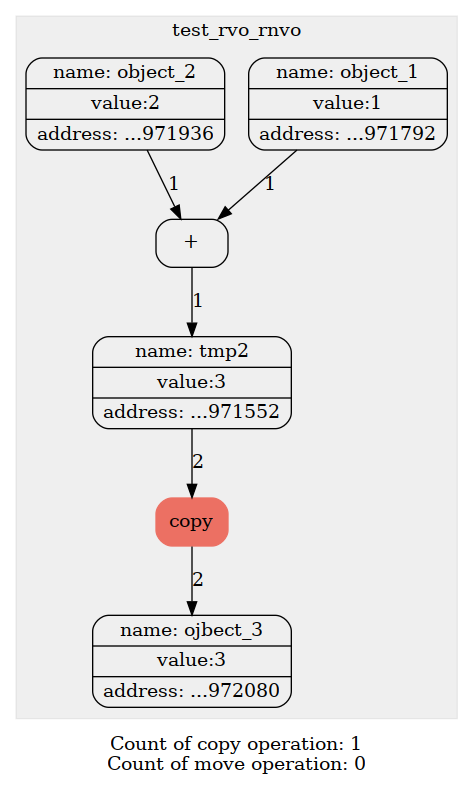 test_rvo_rnvo
name: object_2
value:2
address: ...971936
name: object_1
value:1
address: ...971792
1
1
+
1
name: tmp2
value:3
address: ...971552
2
copy
2
name: ojbect_3
value:3
address: ...972080
Count of copy operation: 1
Count of move operation: 0